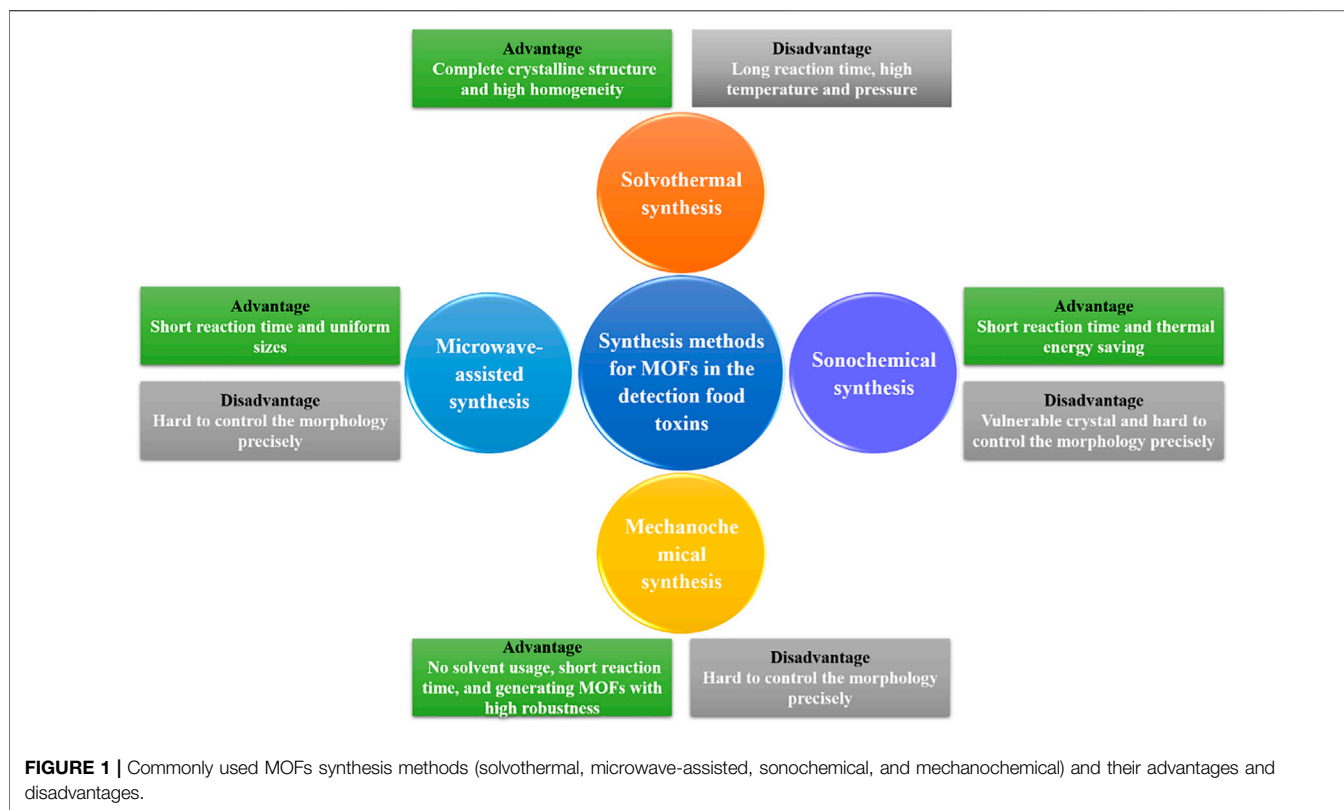 Advantage
Complete crystalline structure
and high homogeneity
Disadvantage
Long reaction time, high
temperature and pressure
Solvothermal
synthesis
Advantage
Short reaction time and uniform
sizes
Disadvantage
Hard to control the morphology
precisely
Microwave-
assisted
synthesis
Synthesis methods
for MOFs in the
detection food
toxins
Sonochemical
synthesis
Advantage
Short reaction time and thermal
energy saving
Disadvantage
Vulnerable crystal and hard to
control the morphology precisely
Mechanoche
mical
synthesis
Advantage
No solvent usage, short reaction
time, and generating MOFs with
high robustness
Disadvantage
Hard to control the morphology
precisely
FIGURE 1 | Commonly used MOFs synthesis methods (solvothermal, microwave-assisted, sonochemical, and mechanochemical) and their advantages and
disadvantages.